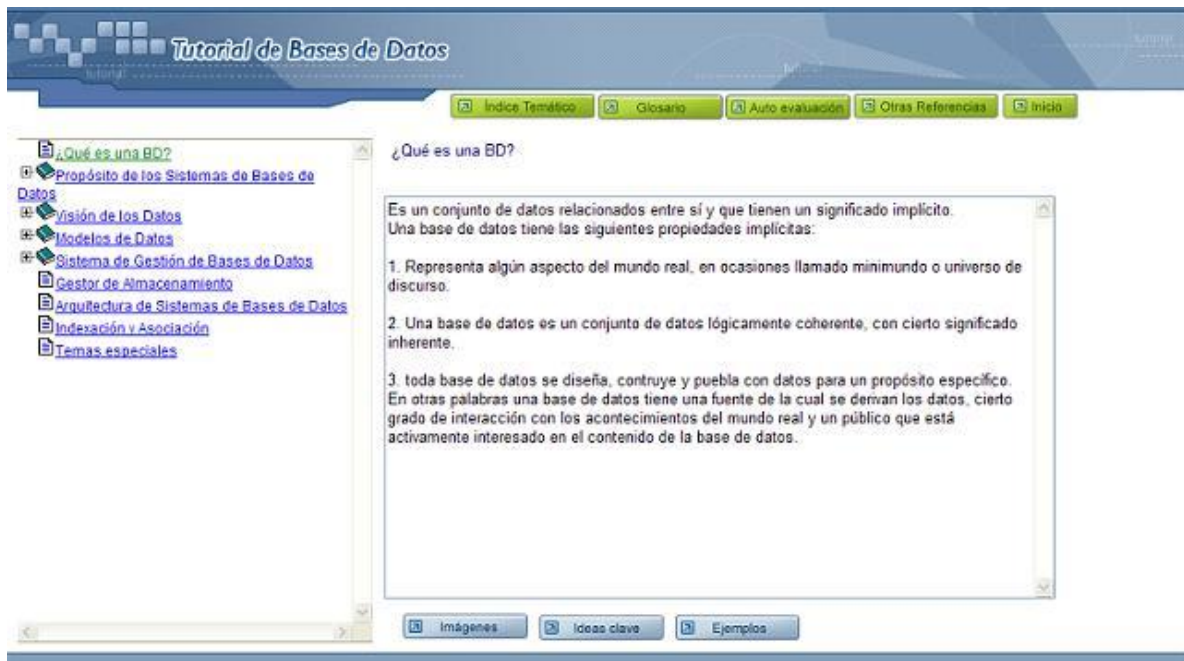 Tutorial de Bases de Datos
tutorial
Índice Temático
Glosario
Auto evaluación
Otras Referencias
Inicio
¿Qué es una BD?
Propósito de los Sistemas de Bases de
Datos
Visión de los Datos
Modelos de Datos
Sistema de Gestión de Bases de Datos
Gestor de Almacenamiento
Arquitectura de Sistemas de Bases de Datos
Indexación y Asociación
Temas especiales
¿Qué es una BD?
Es un conjunto de datos relacionados entre sí y que tienen un significado implícito.
Una base de datos tiene las siguientes propiedades implícitas:
1. Representa algún aspecto del mundo real, en ocasiones llamado minimundo o universo de
discurso.
2. Una base de datos es un conjunto de datos lógicamente coherente, con cierto significado
inherente.
3. toda base de datos se diseña, contruye y puebla con datos para un propósito específico.
En otras palabras una base de datos tiene una fuente de la cual se derivan los datos, cierto
grado de interacción con los acontecimientos del mundo real y un público que está
activamente interesado en el contenido de la base de datos.
Imágenes
Ideas clave
Ejemplos